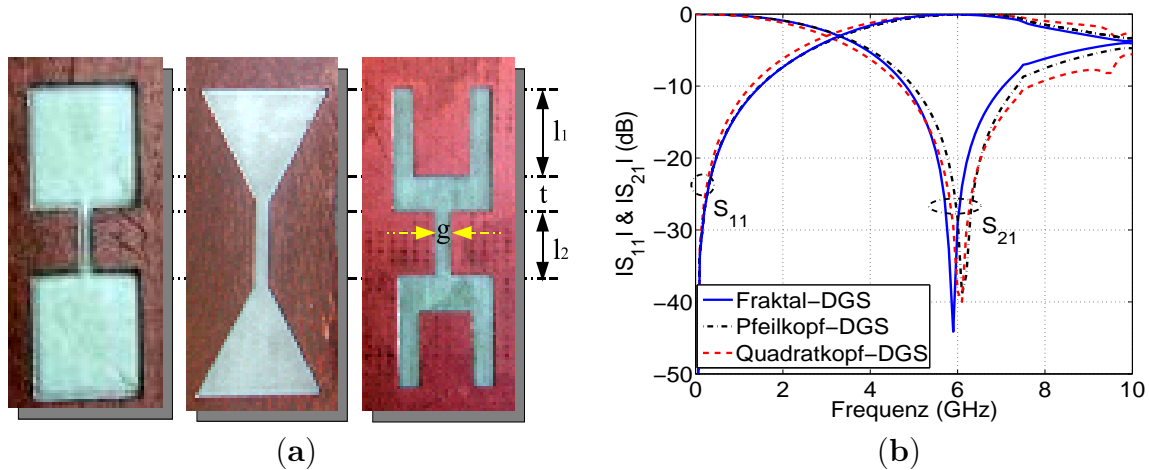 l₁
t
g
l₂
(a)
|S₁₁| & |S₂₁| (dB)
0
−10
−20
−30
−40
−50
S₁₁
S₂₁
Fraktal−DGS
Pfeilkopf−DGS
Quadratkopf−DGS
0 2 4 6 8 10
Frequenz (GHz)
(b)